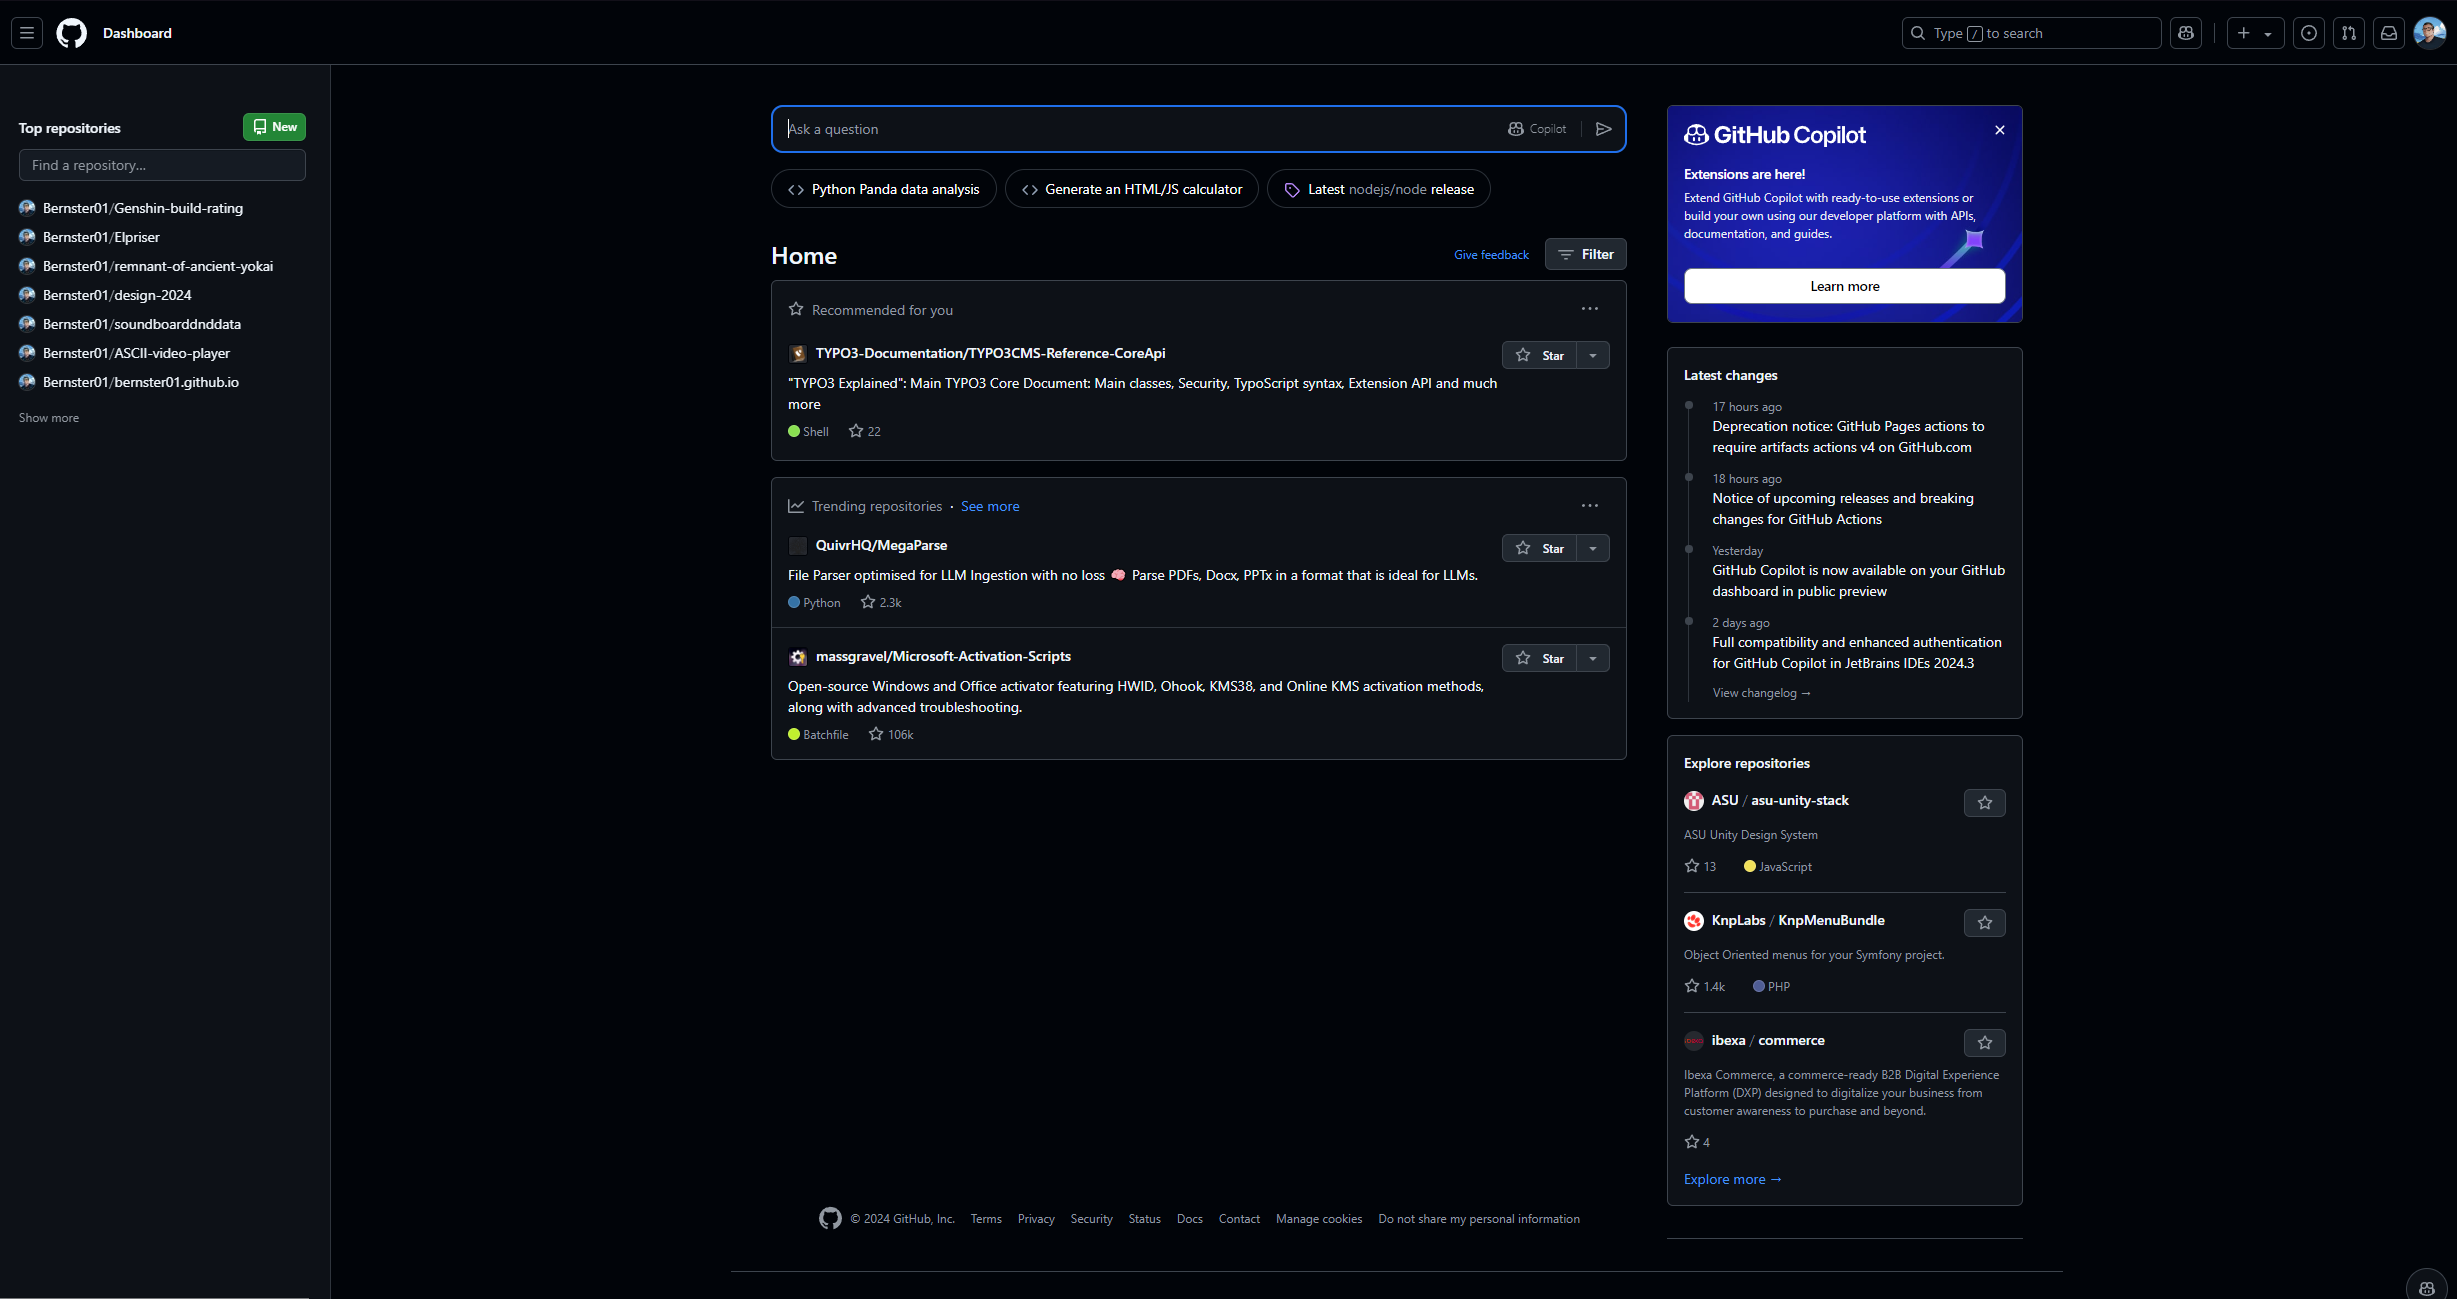 Dashboard
Type / to search
Top repositories
New
Find a repository...
Bernster01/Genshin-build-rating
Bernster01/Elpriser
Bernster01/remnant-of-ancient-yokai
Bernster01/design-2024
Bernster01/soundboarddnddata
Bernster01/ASCII-video-player
Bernster01/bernster01.github.io
Show more
Ask a question
Copilot
Python Panda data analysis
Generate an HTML/JS calculator
Latest nodejs/node release
Home
Give feedback
Filter
Recommended for you
TYPO3-Documentation/TYPO3CMS-Reference-CoreApi
Star
"TYPO3 Explained": Main TYPO3 Core Document: Main classes, Security, TypoScript syntax, Extension API and much
more
Shell 22
Trending repositories · See more
QuivrHQ/MegaParse
Star
File Parser optimised for LLM Ingestion with no loss 🧠 Parse PDFs, Docx, PPTx in a format that is ideal for LLMs.
Python 2.3k
massgravel/Microsoft-Activation-Scripts
Star
Open-source Windows and Office activator featuring HWID, Ohook, KMS38, and Online KMS activation methods,
along with advanced troubleshooting.
Batchfile 106k
GitHub Copilot
Extensions are here!
Extend GitHub Copilot with ready-to-use extensions or
build your own using our developer platform with APIs,
documentation, and guides.
Learn more
Latest changes
17 hours ago
Deprecation notice: GitHub Pages actions to
require artifacts actions v4 on GitHub.com
18 hours ago
Notice of upcoming releases and breaking
changes for GitHub Actions
Yesterday
GitHub Copilot is now available on your GitHub
dashboard in public preview
2 days ago
Full compatibility and enhanced authentication
for GitHub Copilot in JetBrains IDEs 2024.3
View changelog →
Explore repositories
ASU / asu-unity-stack
ASU Unity Design System
13 JavaScript
KnpLabs / KnpMenuBundle
Object Oriented menus for your Symfony project.
1.4k PHP
ibexa / commerce
Ibexa Commerce, a commerce-ready B2B Digital Experience
Platform (DXP) designed to digitalize your business from
customer awareness to purchase and beyond.
4
Explore more →
© 2024 GitHub, Inc. Terms Privacy Security Status Docs Contact Manage cookies Do not share my personal information